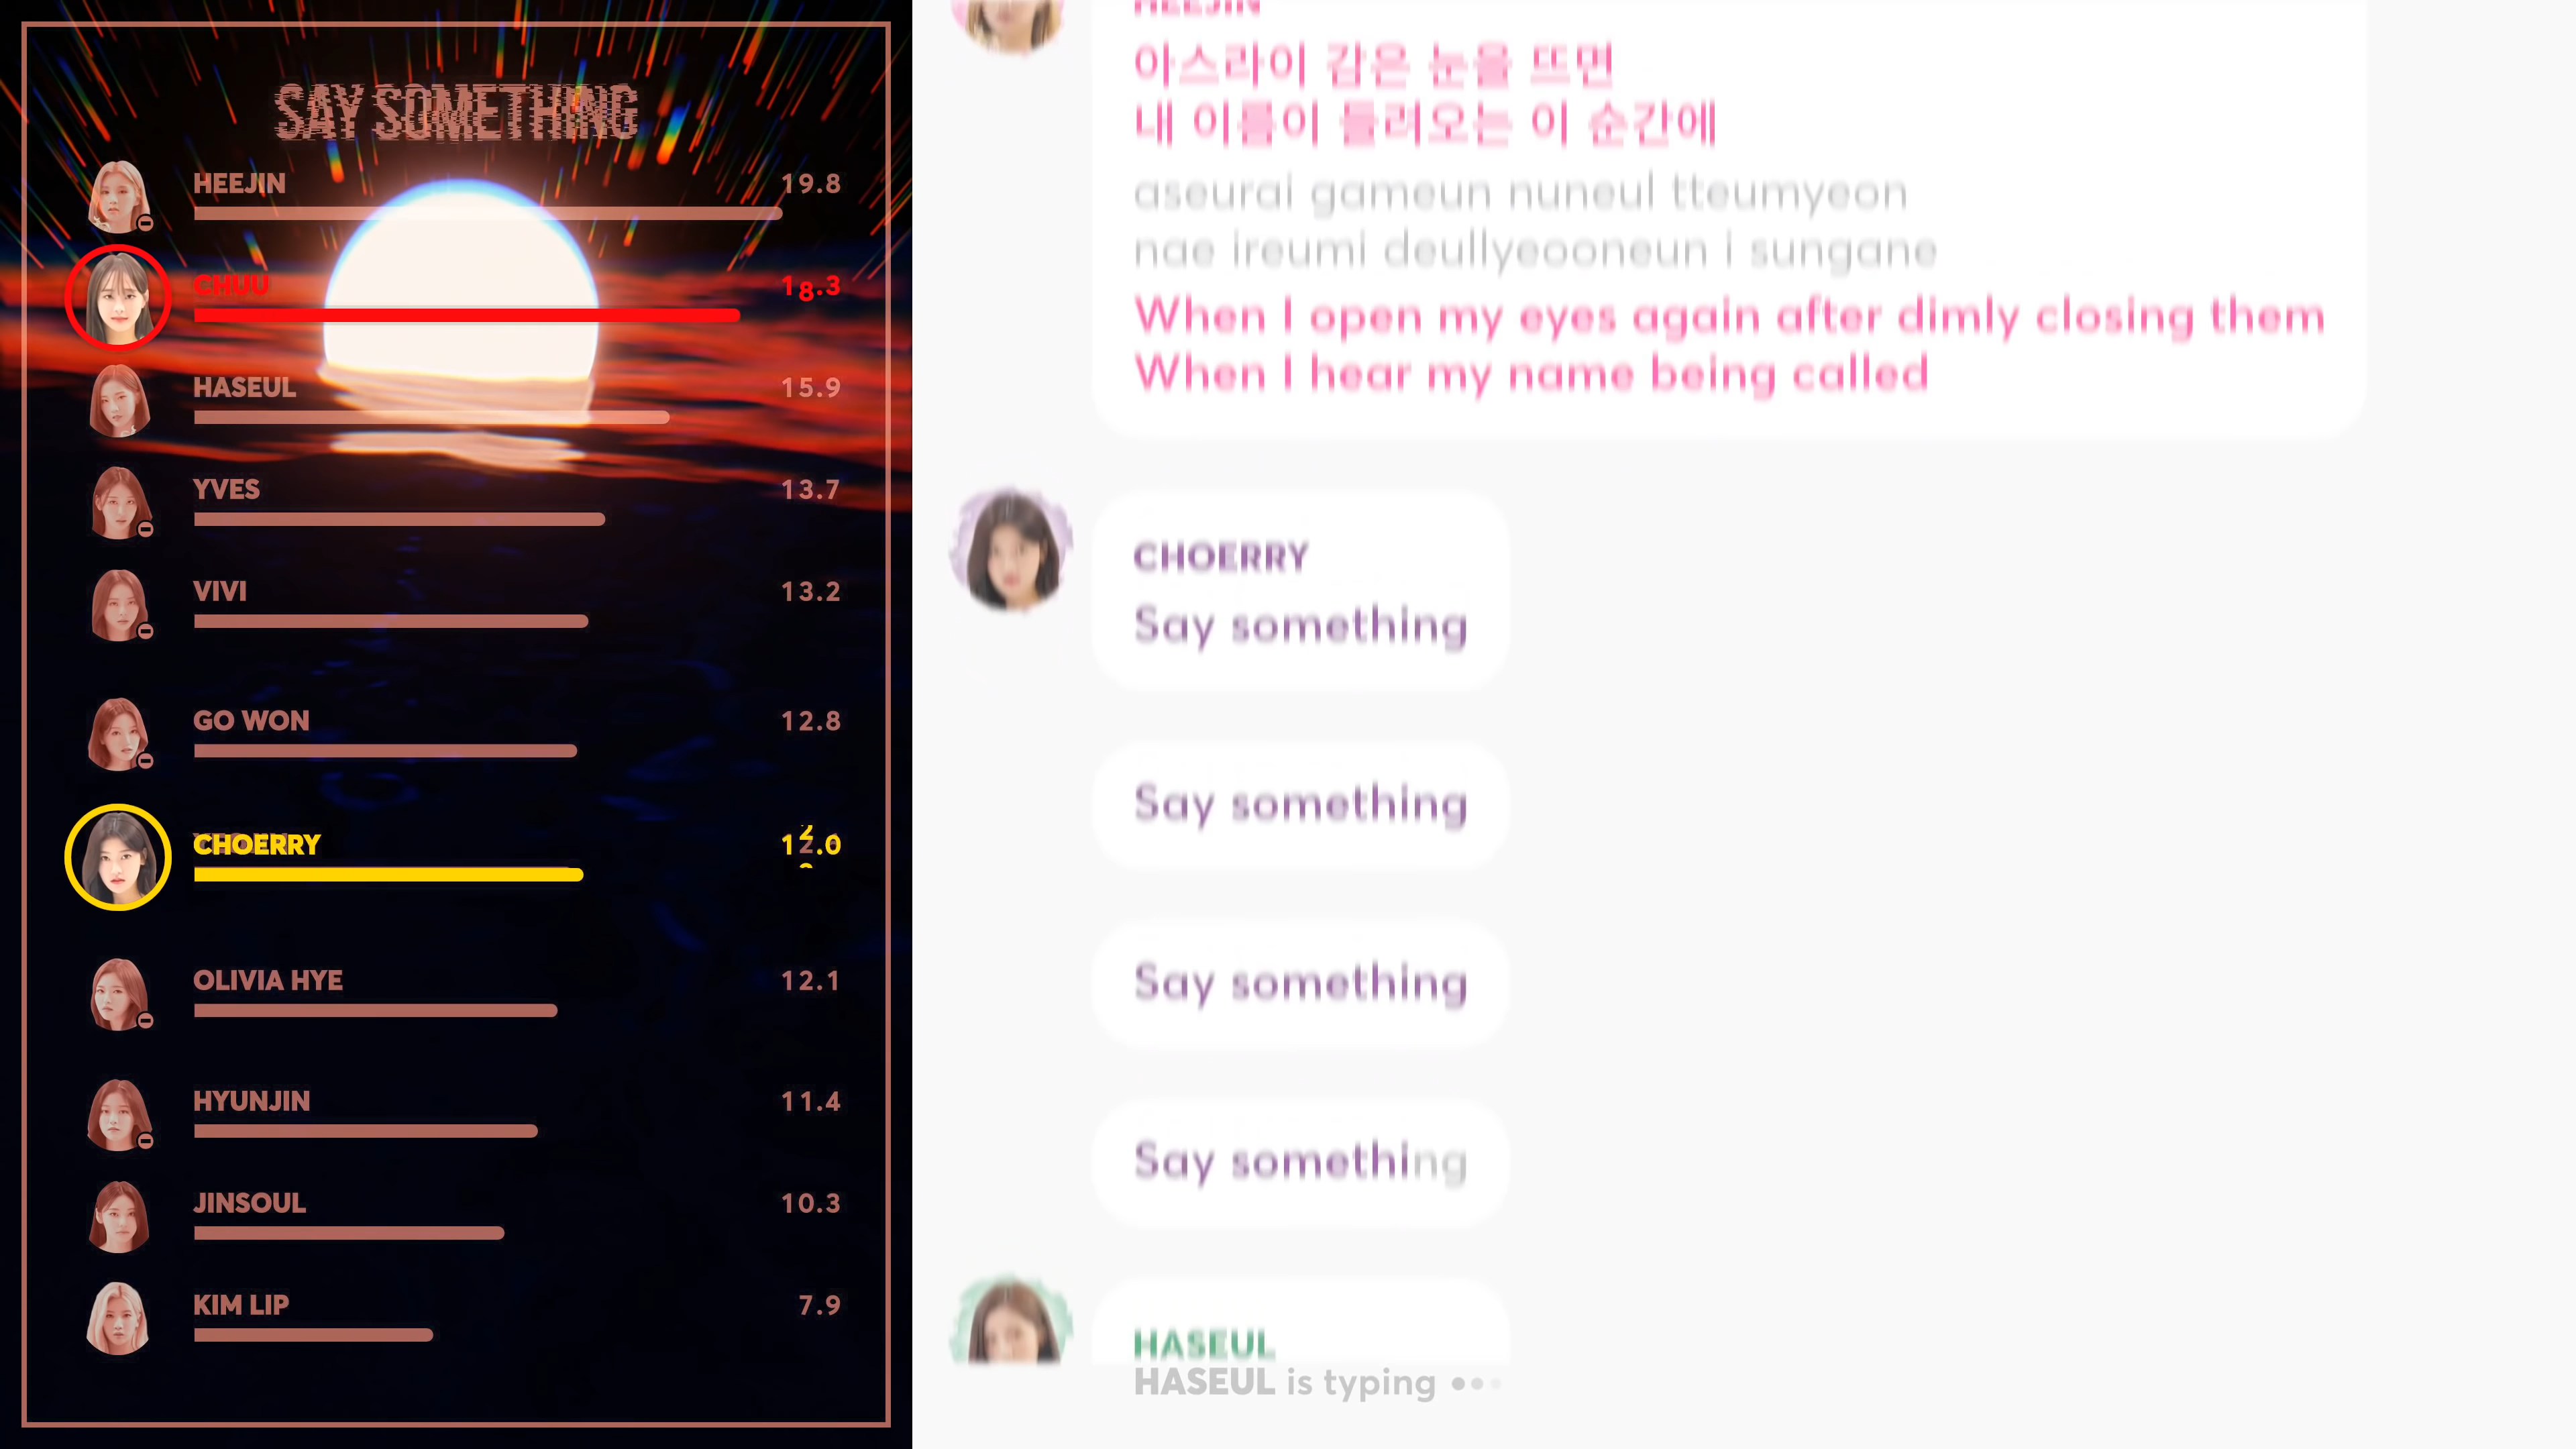 SAY SOMETHING
HEEJIN 19.8
CHUU 18.3
HASEUL 15.9
YVES 13.7
VIVI 13.2
GO WON 12.8
CHOERRY
OLIVIA HYE 12.1
HYUNJIN 11.4
JINSOUL 10.3
KIM LIP 7.9
HEEJIN
아스라이 감은 눈을 뜨면
내 이름이 들려오는 이 순간에
aseurai gameun nuneul tteumyeon
nae ireumi deullyeooneun i sungane
When I open my eyes again after dimly closing them
When I hear my name being called
CHOERRY
Say something
Say something
Say something
Say something
HASEUL
HASEUL is typing